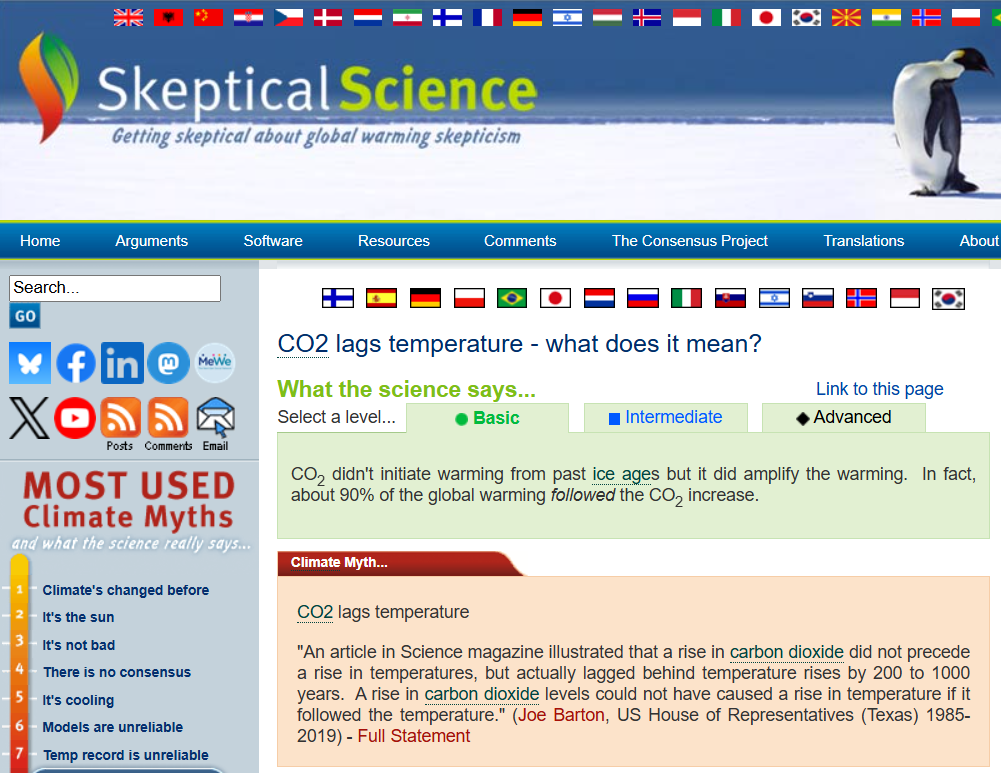 SkepticalScience
Getting skeptical about global warming skepticism
Home Arguments Software Resources Comments The Consensus Project Translations About
Search...
GO
MeWe
Posts Comments Email
MOST USED
Climate Myths
and what the science really says...
1 Climate's changed before
2 It's the sun
3 It's not bad
4 There is no consensus
5 It's cooling
6 Models are unreliable
7 Temp record is unreliable
CO2 lags temperature - what does it mean?
What the science says...
Link to this page
Select a level... Basic Intermediate Advanced
CO2 didn't initiate warming from past ice ages but it did amplify the warming. In fact,
about 90% of the global warming followed the CO2 increase.
Climate Myth...
CO2 lags temperature
"An article in Science magazine illustrated that a rise in carbon dioxide did not precede
a rise in temperatures, but actually lagged behind temperature rises by 200 to 1000
years. A rise in carbon dioxide levels could not have caused a rise in temperature if it
followed the temperature." (Joe Barton, US House of Representatives (Texas) 1985-
2019) - Full Statement